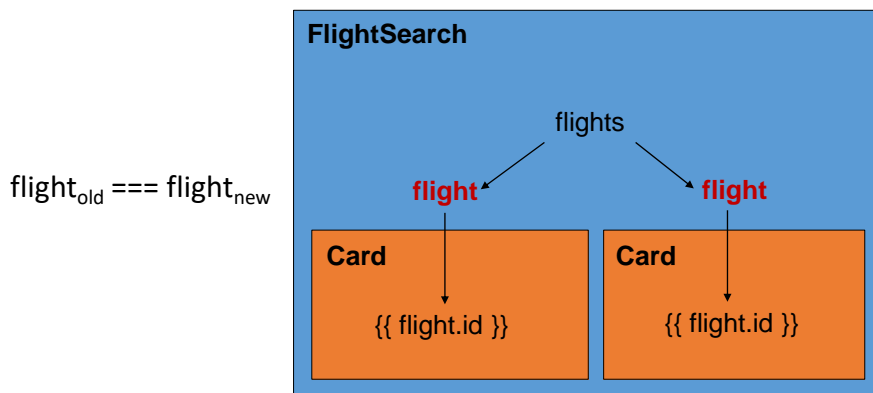 FlightSearch
flights
flight_old === flight_new
flight flight
Card Card
{{ flight.id }} {{ flight.id }}